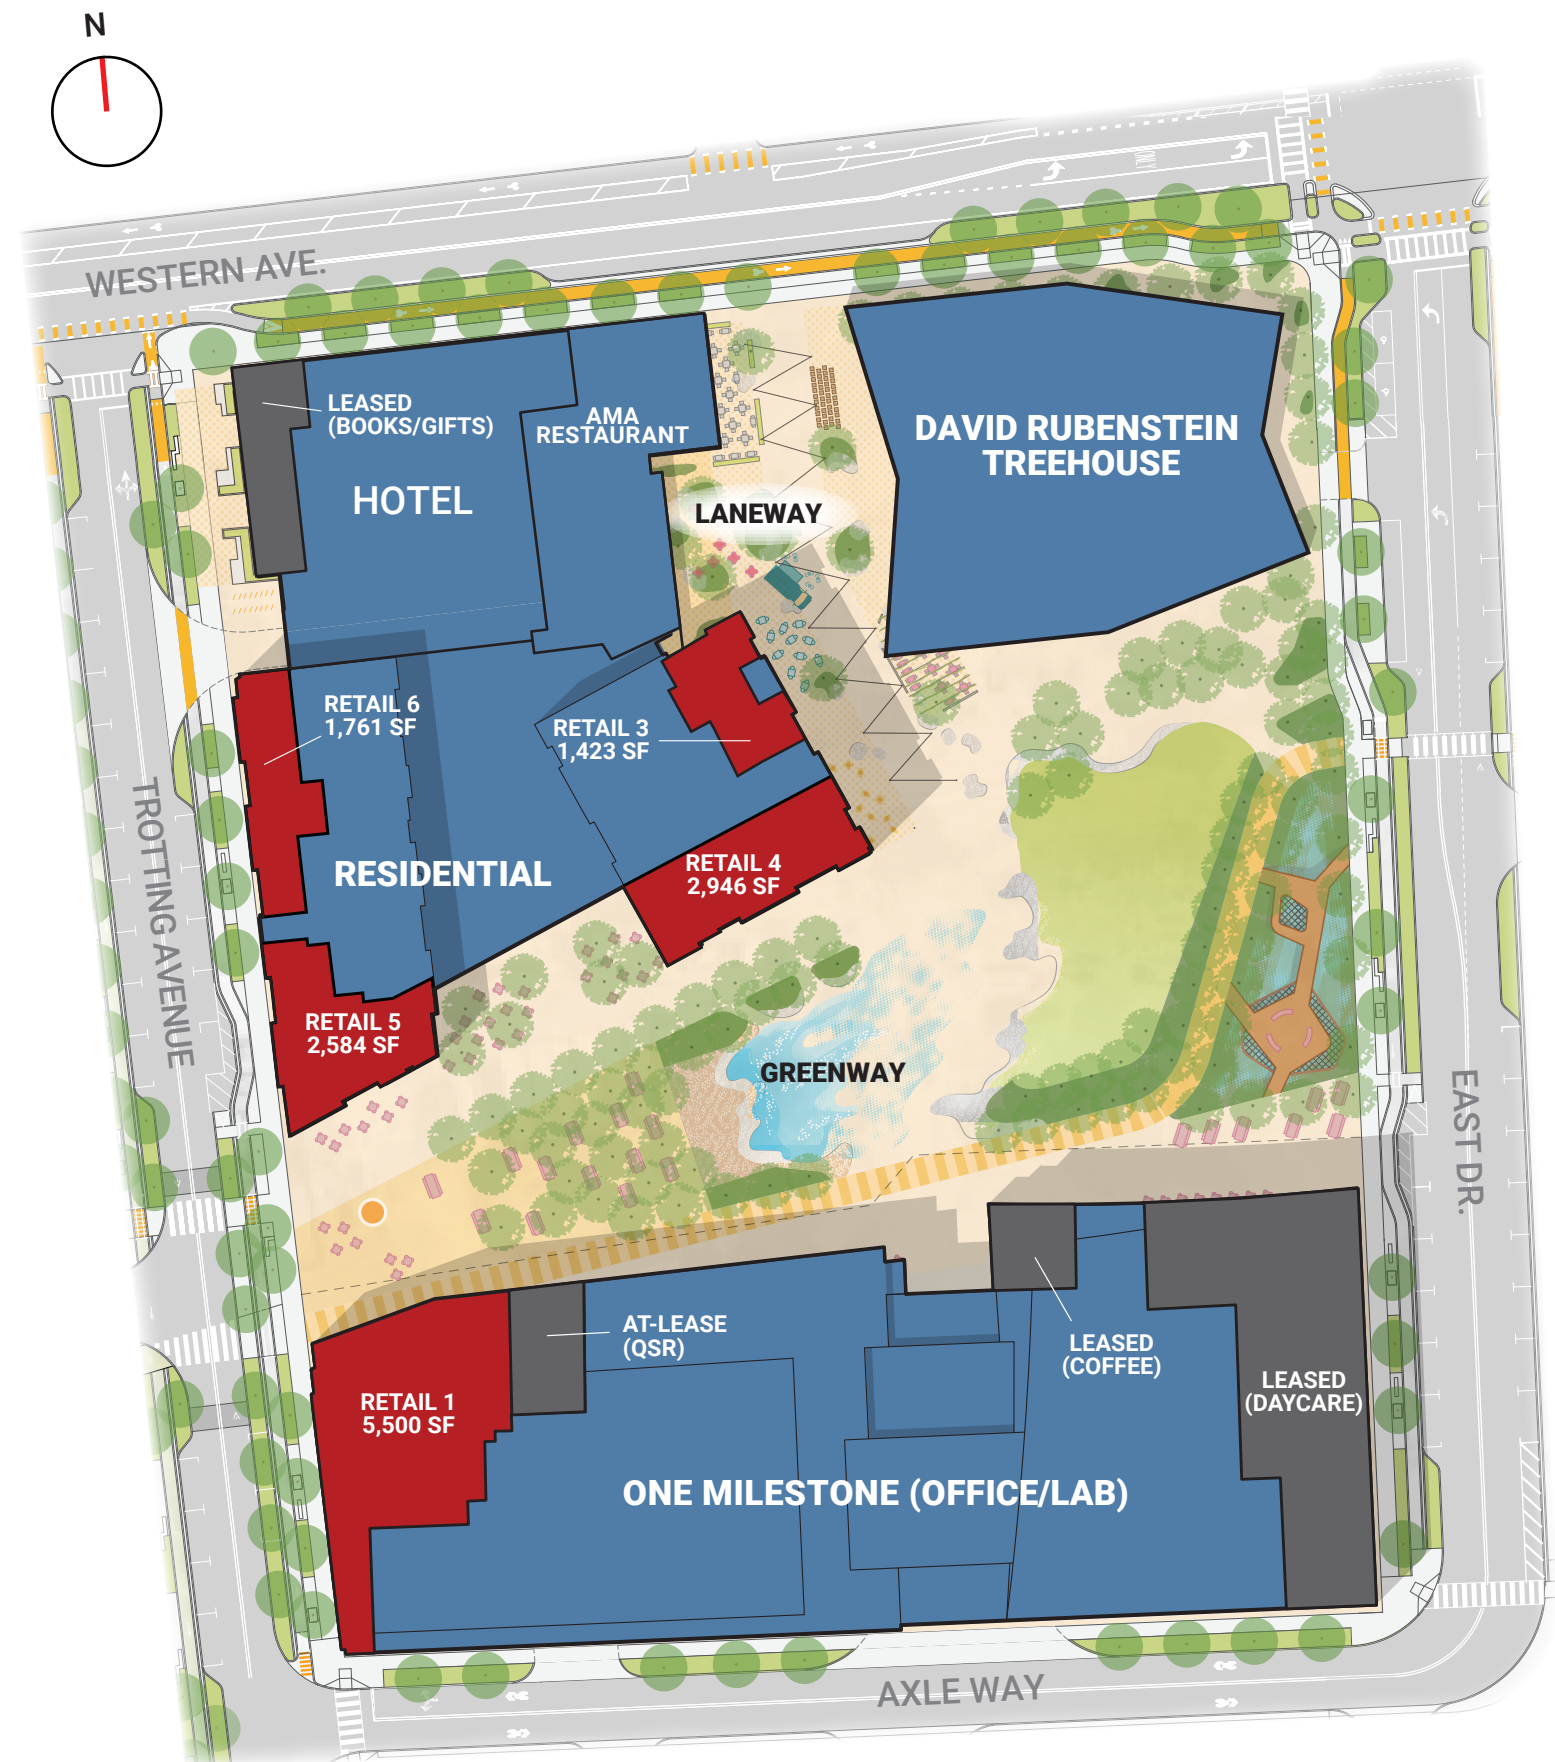 N
WESTERN AVE.
LEASED
(BOOKS/GIFTS)
AMA
RESTAURANT
HOTEL
DAVID RUBENSTEIN
TREEHOUSE
LANEWAY
RETAIL 6
1,761 SF
RETAIL 3
1,423 SF
RESIDENTIAL
RETAIL 4
2,946 SF
TROTTING AVENUE
RETAIL 5
2,584 SF
GREENWAY
EAST DR.
AT-LEASE
(QSR)
LEASED
(COFFEE)
LEASED
(DAYCARE)
RETAIL 1
5,500 SF
ONE MILESTONE (OFFICE/LAB)
AXLE WAY